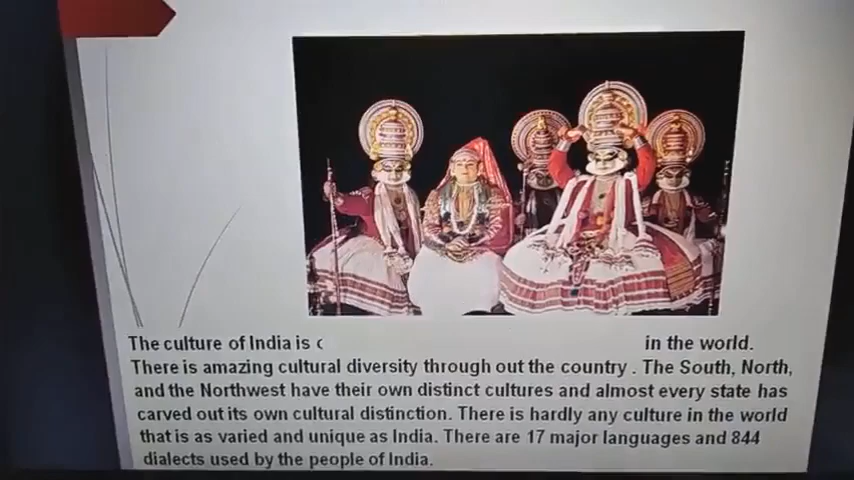 The culture of India is in the world.
There is amazing cultural diversity through out the country . The South, North,
and the Northwest have their own distinct cultures and almost every state has
carved out its own cultural distinction. There is hardly any culture in the world
that is as varied and unique as India. There are 17 major languages and 844
dialects used by the people of India.